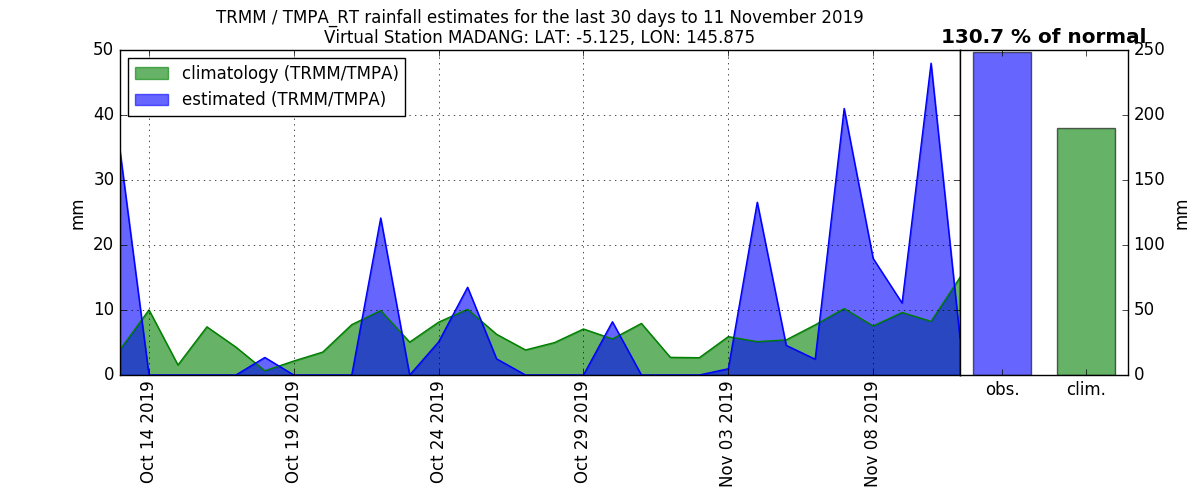 TRMM / TMPA_RT rainfall estimates for the last 30 days to 11 November 2019
Virtual Station MADANG: LAT: -5.125, LON: 145.875
130.7 % of normal
climatology (TRMM/TMPA)
estimated (TRMM/TMPA)
50
40
30
20
10
0
mm
250
200
150
100
50
0
mm
Oct 14 2019
Oct 19 2019
Oct 24 2019
Oct 29 2019
Nov 03 2019
Nov 08 2019
obs.
clim.